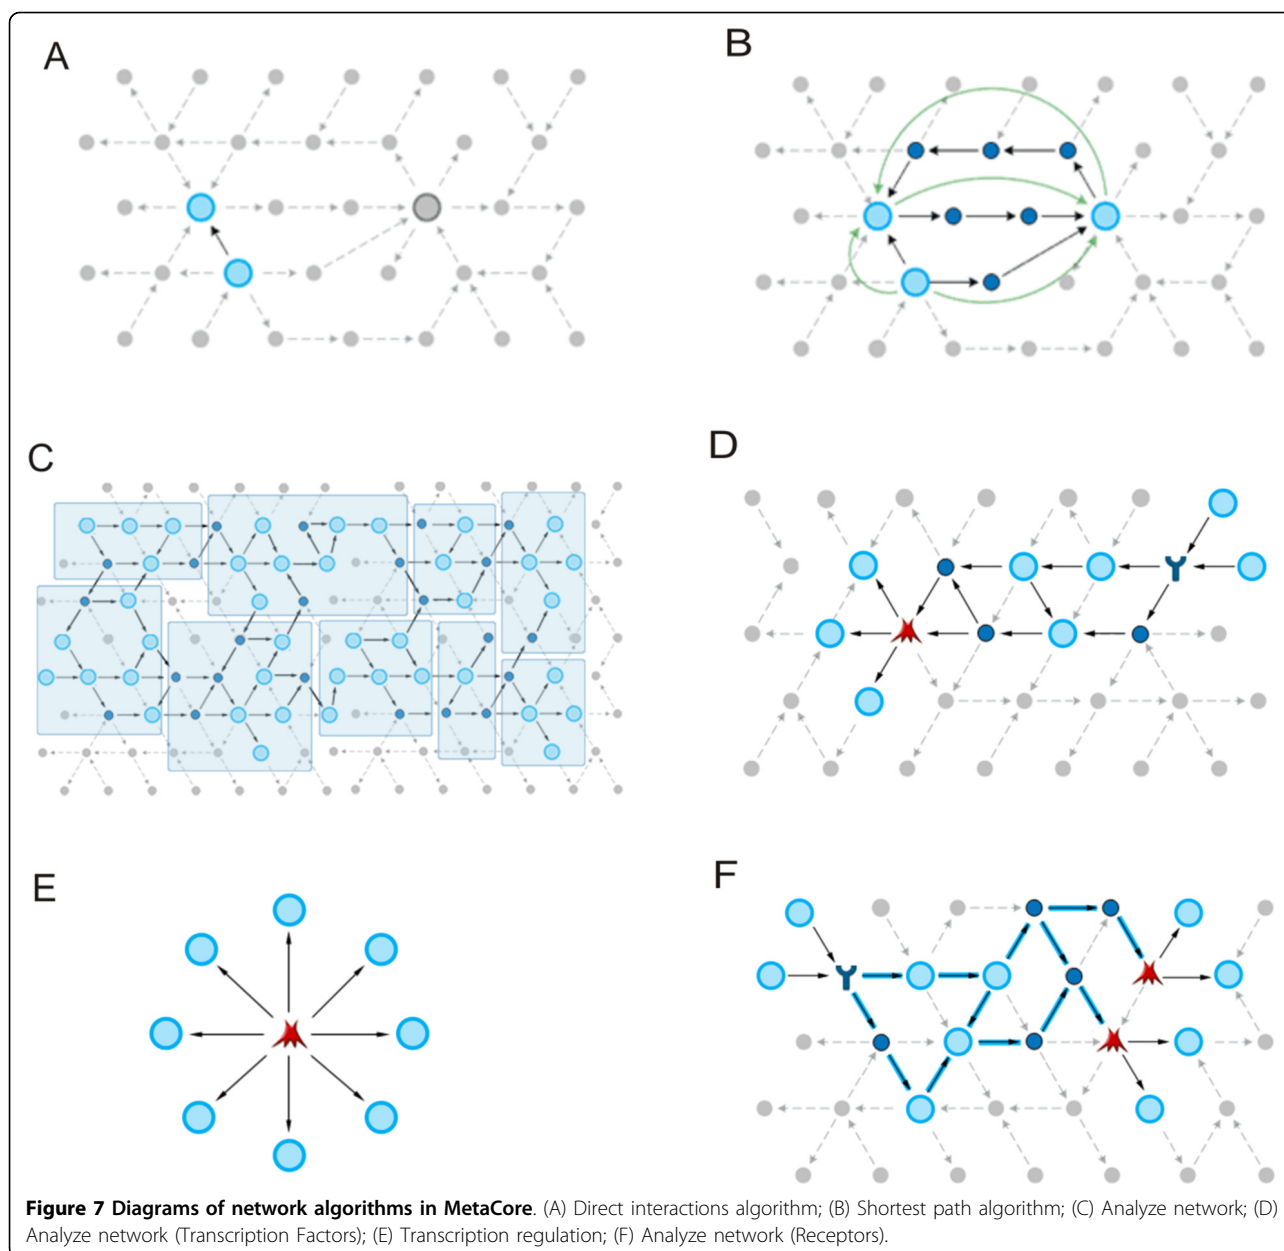 A
B
C
D
E
F
Figure 7 Diagrams of network algorithms in MetaCore. (A) Direct interactions algorithm; (B) Shortest path algorithm; (C) Analyze network; (D)
Analyze network (Transcription Factors); (E) Transcription regulation; (F) Analyze network (Receptors).